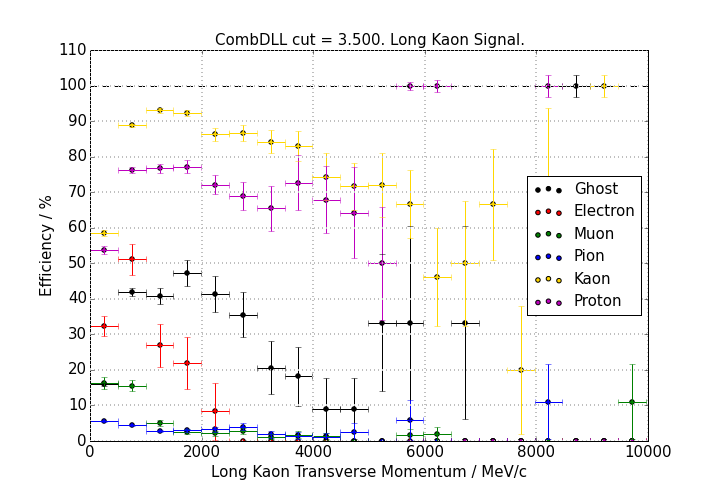 CombDLL cut = 3.500. Long Kaon Signal.
110
100
90
80
70
60
50
40
30
20
10
0
Efficiency / %
Ghost
Electron
Muon
Pion
Kaon
Proton
0 2000 4000 6000 8000 10000
Long Kaon Transverse Momentum / MeV/c